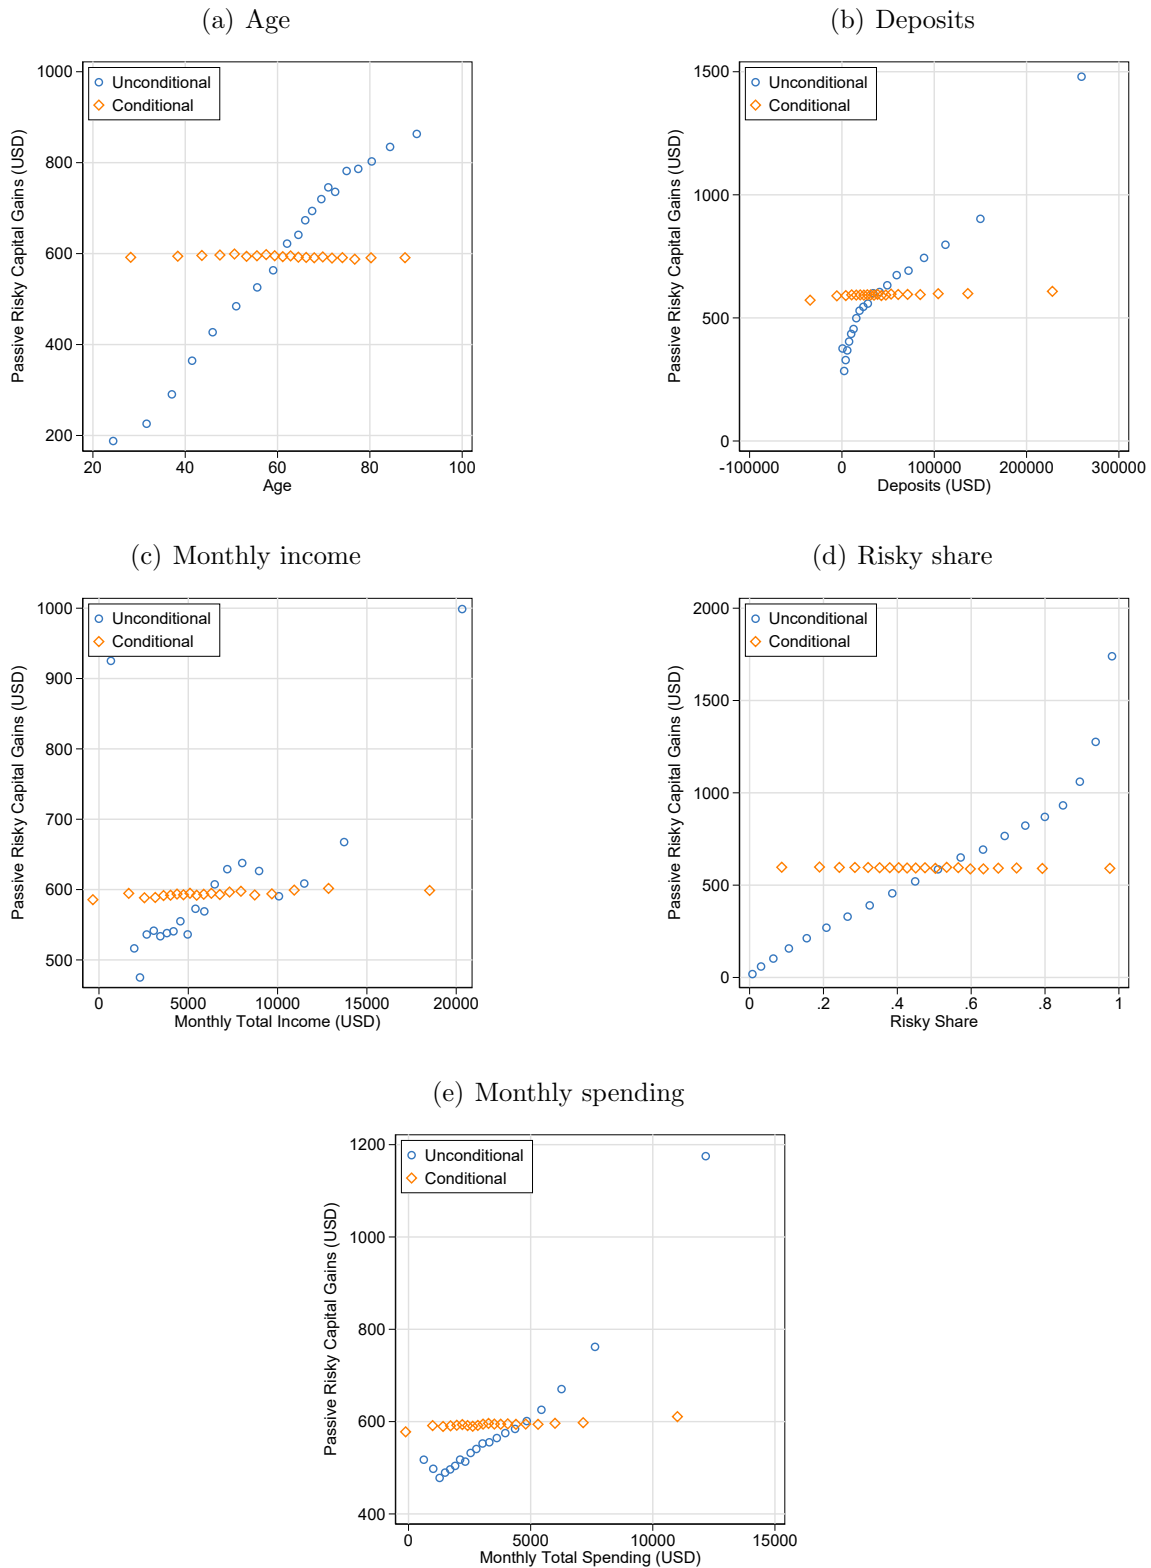 (a) Age
(b) Deposits
Passive Risky Capital Gains (USD)
1000
800
600
400
200
Unconditional
Conditional
20 40 60 80 100
Age
Passive Risky Capital Gains (USD)
1500
1000
500
0
Unconditional
Conditional
-100000 0 100000 200000 300000
Deposits (USD)
(c) Monthly income
(d) Risky share
Passive Risky Capital Gains (USD)
1000
900
800
700
600
500
Unconditional
Conditional
0 5000 10000 15000 20000
Monthly Total Income (USD)
Passive Risky Capital Gains (USD)
2000
1500
1000
500
0
Unconditional
Conditional
0 .2 .4 .6 .8 1
Risky Share
(e) Monthly spending
Passive Risky Capital Gains (USD)
1200
1000
800
600
400
Unconditional
Conditional
0 5000 10000 15000
Monthly Total Spending (USD)